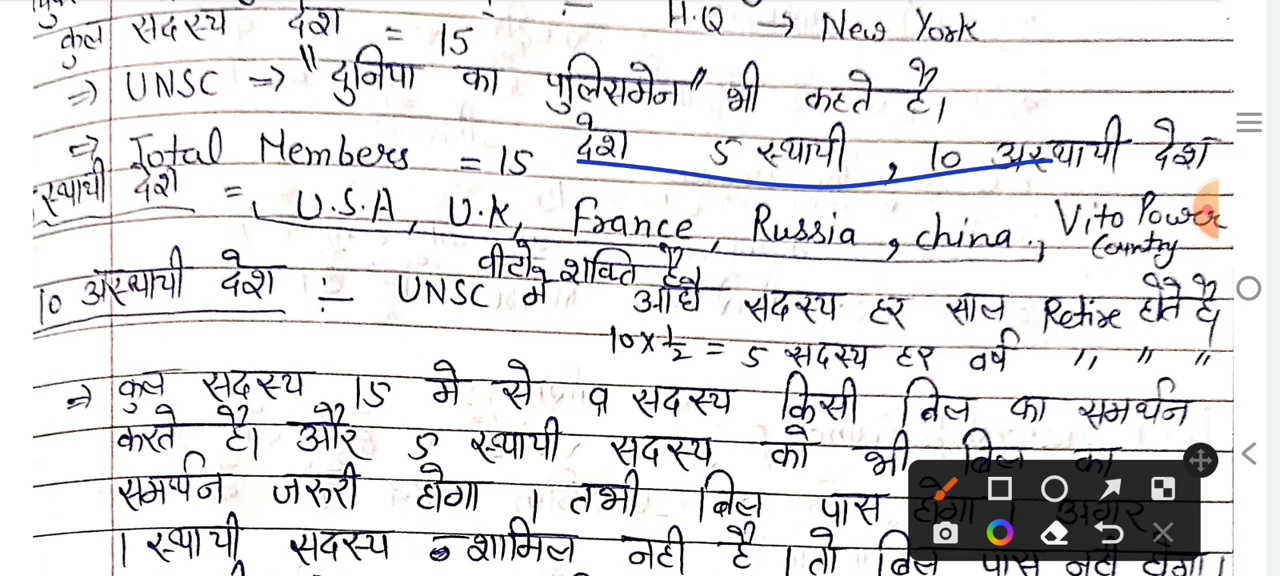 H.Q → New York
कुल सदस्य देश = 15
⇒ UNSC ⇒ "दुनिया का पुलिसमेन" भी कहते है।
⇒ Total Members = 15 देश 5 स्थायी, 10 अस्थायी देश
स्थायी देश = U.S.A, U.K, France, Russia, china, Vito Power Country
वीटो शक्ति है
10 अस्थायी देश ÷ UNSC मे आधे सदस्य हर साल Retire होते है
10 x 1/2 = 5 सदस्य हर वर्ष " " "
⇒ कुल सदस्य 15 मे से 9 सदस्य किसी बिल का समर्थन
करते है। और 5 स्थायी सदस्य को भी बिल का
समर्थन जरुरी होगा। तभी बिल पास होगा। अगर
1 स्थायी सदस्य शामिल नही है। तो बिल पास नही होगा।